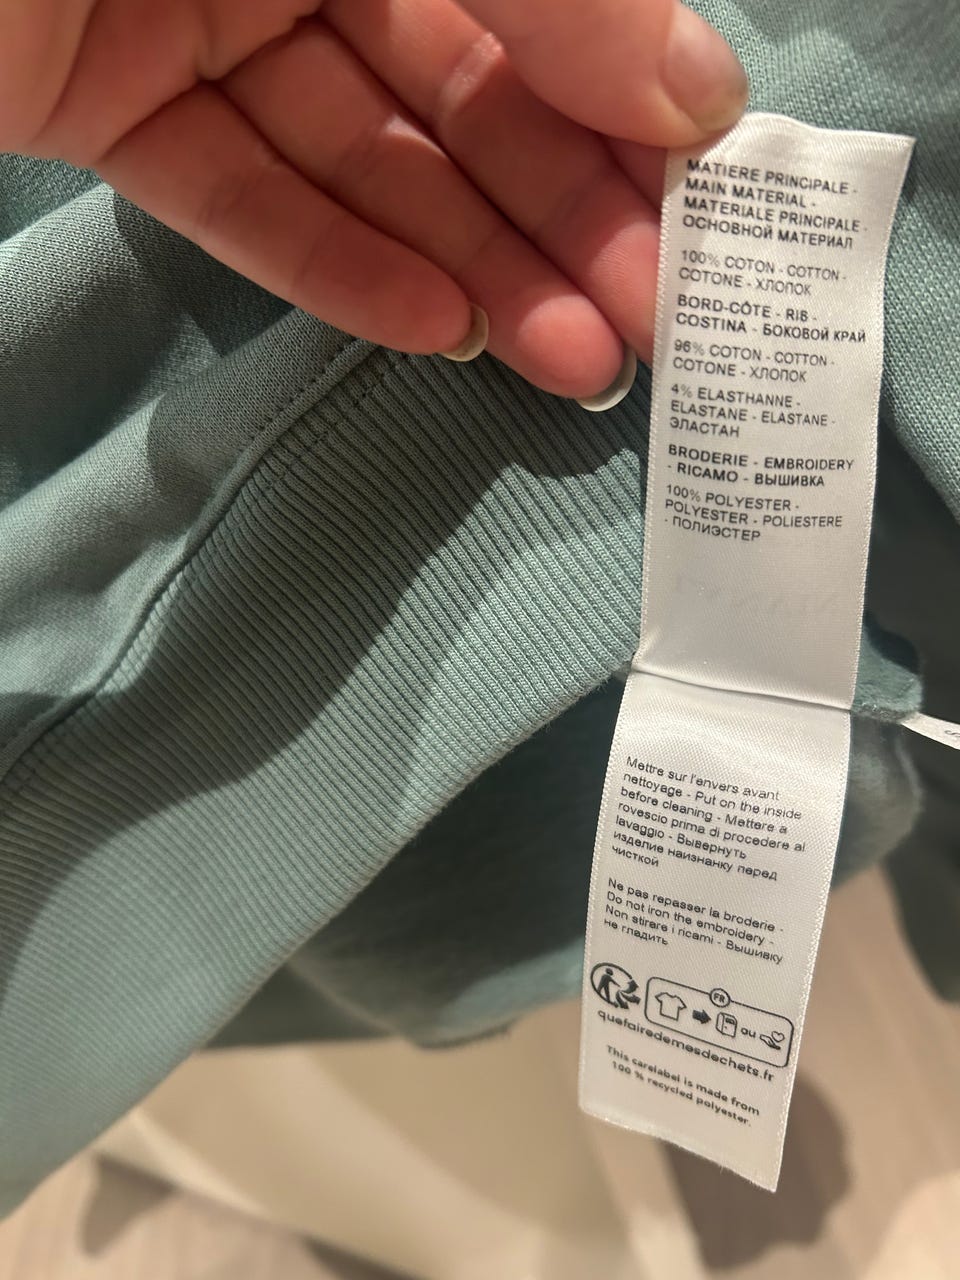 MATIERE PRINCIPALE -
MAIN MATERIAL -
MATERIALE PRINCIPALE -
ОСНОВНОЙ МАТЕРИАЛ
100% COTON - COTTON -
COTONE - ХЛОПОК
BORD-CÔTE - RIB -
COSTINA - БОКОВОЙ КРАЙ
96% COTON - COTTON -
COTONE - ХЛОПОК
4% ELASTHANNE -
ELASTANE - ELASTANE -
ЭЛАСТАН
BRODERIE - EMBROIDERY
- RICAMO - ВЫШИВКА
100% POLYESTER -
POLYESTER - POLIESTERE
- ПОЛИЭСТЕР
Mettre sur l'envers avant
nettoyage - Put on the inside
before cleaning - Mettere a
rovescio prima di procedere al
lavaggio - Вывернуть
изделие наизнанку перед
чисткой
Ne pas repasser la broderie -
Do not iron the embroidery -
Non stirare i ricami - Вышивку
не гладить
FR
ou
quefairedemesdechets.fr
This carelabel is made from
100 % recycled polyester.